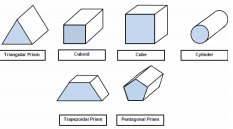 Triangular Prism
Cuboid
Cube
Cylinder
Trapezoidal Prism
Pentagonal Prism